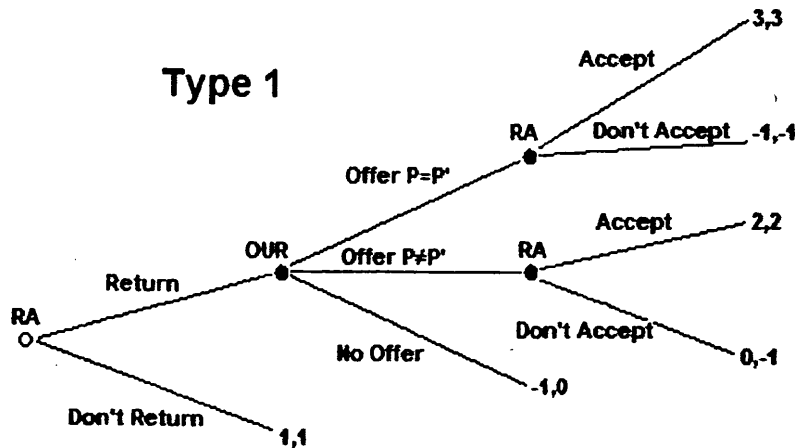 3,3
Accept
Type 1
RA
Don't Accept
-1,-1
Offer P=P'
Accept
2,2
OUR
Offer P≠P'
RA
Return
RA
Don't Accept
No Offer
0,-1
-1,0
Don't Return
1,1